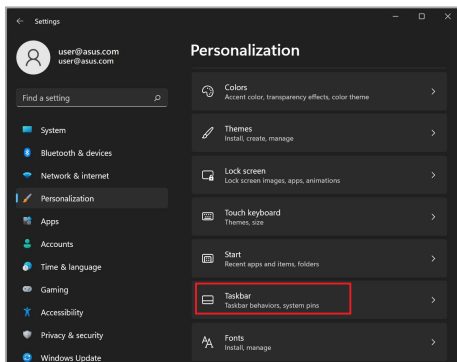 Settings
user@asus.com
user@asus.com
Find a setting
System
Bluetooth & devices
Network & internet
Personalization
Apps
Accounts
Time & language
Gaming
Accessibility
Privacy & security
Windows Update
Personalization
Colors
Accent color, transparency effects, color theme
Themes
Install, create, manage
Lock screen
Lock screen images, apps, animations
Touch keyboard
Themes, size
Start
Recent apps and items, folders
Taskbar
Taskbar behaviors, system pins
Fonts
Install, manage